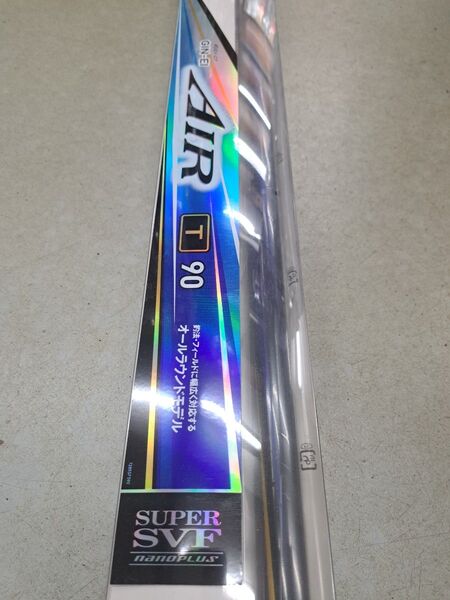 GIN-EI
AIR
T 90
釣法・フィールドに幅広く対応する
オールラウンドモデル
SUPER
SVF
nanoPLUS